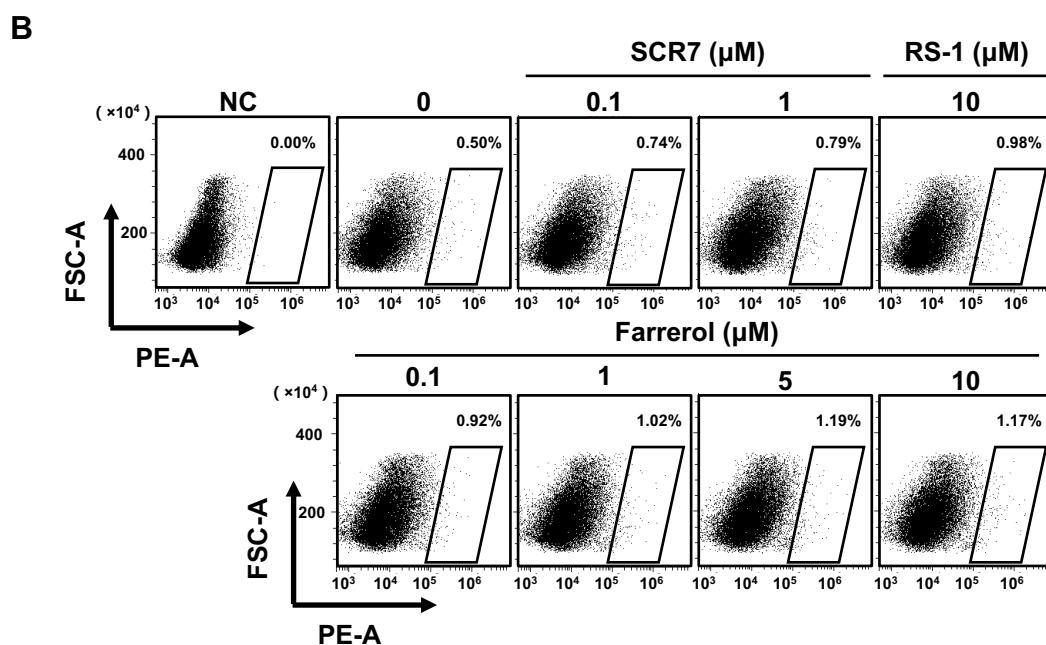 B
SCR7 (µM) RS-1 (µM)
NC 0 0.1 1 10
( ×10⁴)
0.00% 0.50% 0.74% 0.79% 0.98%
400
200
FSC-A
10³ 10⁴ 10⁵ 10⁶ 10³ 10⁴ 10⁵ 10⁶ 10³ 10⁴ 10⁵ 10⁶ 10³ 10⁴ 10⁵ 10⁶ 10³ 10⁴ 10⁵ 10⁶
PE-A
Farrerol (µM)
0.1 1 5 10
( ×10⁴)
0.92% 1.02% 1.19% 1.17%
400
200
FSC-A
10³ 10⁴ 10⁵ 10⁶ 10³ 10⁴ 10⁵ 10⁶ 10³ 10⁴ 10⁵ 10⁶ 10³ 10⁴ 10⁵ 10⁶
PE-A